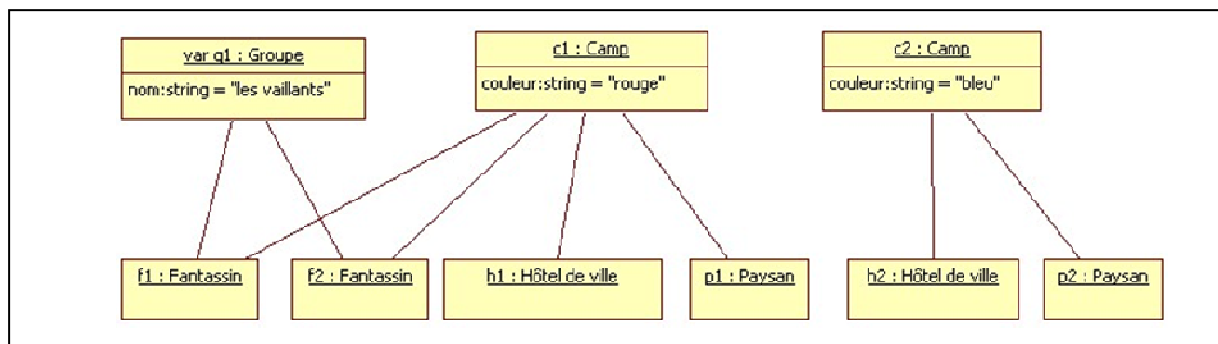 var g1 : Groupe
nom:string = "les vaillants"
c1 : Camp
couleur:string = "rouge"
c2 : Camp
couleur:string = "bleu"
f1 : Fantassin
f2 : Fantassin
h1 : Hôtel de ville
p1 : Paysan
h2 : Hôtel de ville
p2 : Paysan